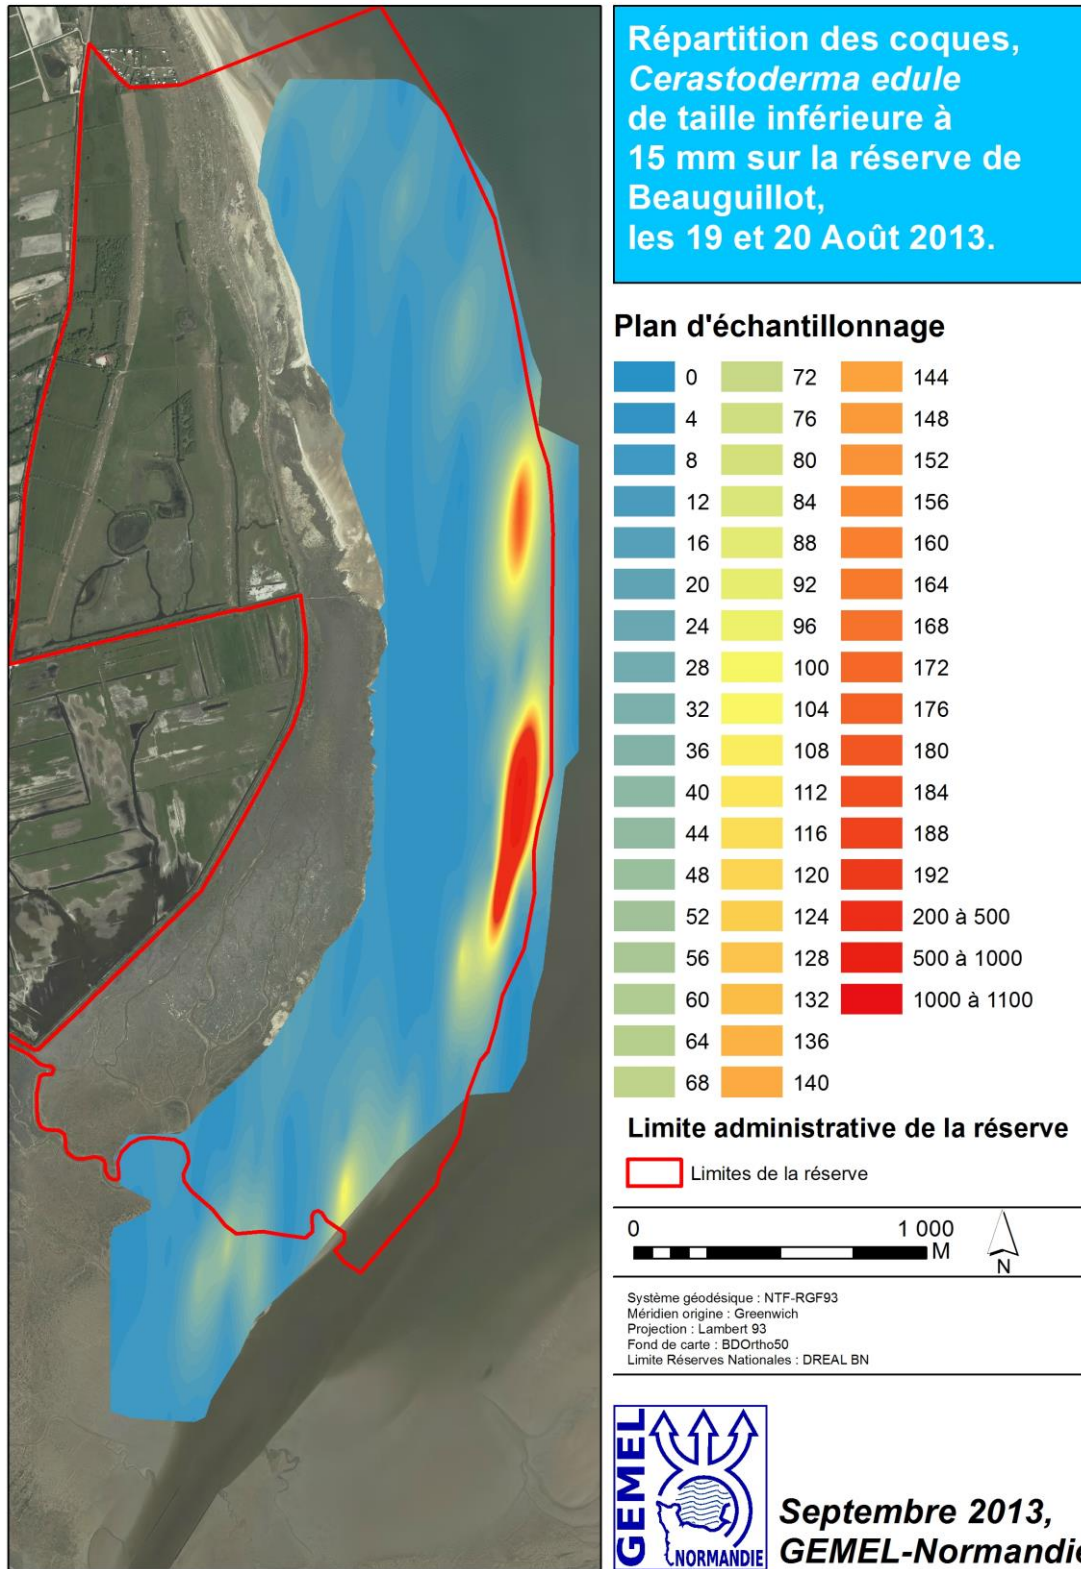 Répartition des coques,
Cerastoderma edule
de taille inférieure à
15 mm sur la réserve de
Beauguillot,
les 19 et 20 Août 2013.
Plan d'échantillonnage
0
4
8
12
16
20
24
28
32
36
40
44
48
52
56
60
64
68
72
76
80
84
88
92
96
100
104
108
112
116
120
124
128
132
136
140
144
148
152
156
160
164
168
172
176
180
184
188
192
200 à 500
500 à 1000
1000 à 1100
Limite administrative de la réserve
Limites de la réserve
0 1 000
M
N
Système géodésique : NTF-RGF93
Méridien origine : Greenwich
Projection : Lambert 93
Fond de carte : BDOrtho50
Limite Réserves Nationales : DREAL BN
GEMEL
NORMANDIE
Septembre 2013,
GEMEL-Normandie